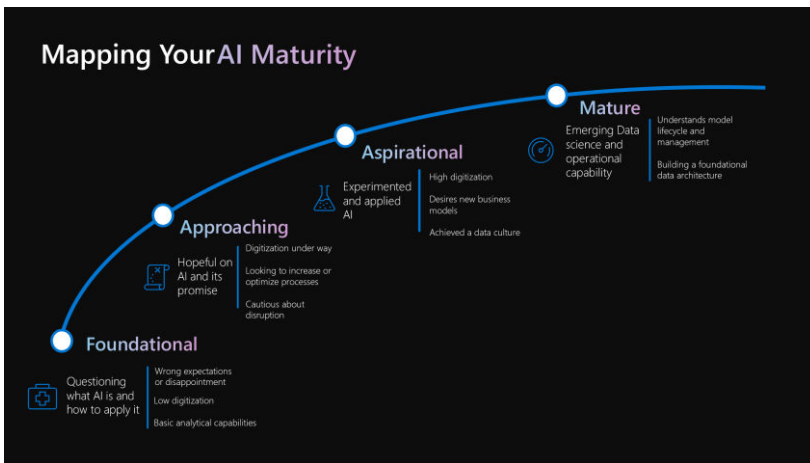 Mapping Your AI Maturity
Mature
Emerging Data
science and
operational
capability
Understands model
lifecycle and
management
Building a foundational
data architecture
Aspirational
Experimented
and applied
AI
High digitization
Desires new business
models
Achieved a data culture
Approaching
Hopeful on
AI and its
promise
Digitization under way
Looking to increase or
optimize processes
Cautious about
disruption
Foundational
Questioning
what AI is and
how to apply it
Wrong expectations
or disappointment
Low digitization
Basic analytical capabilities